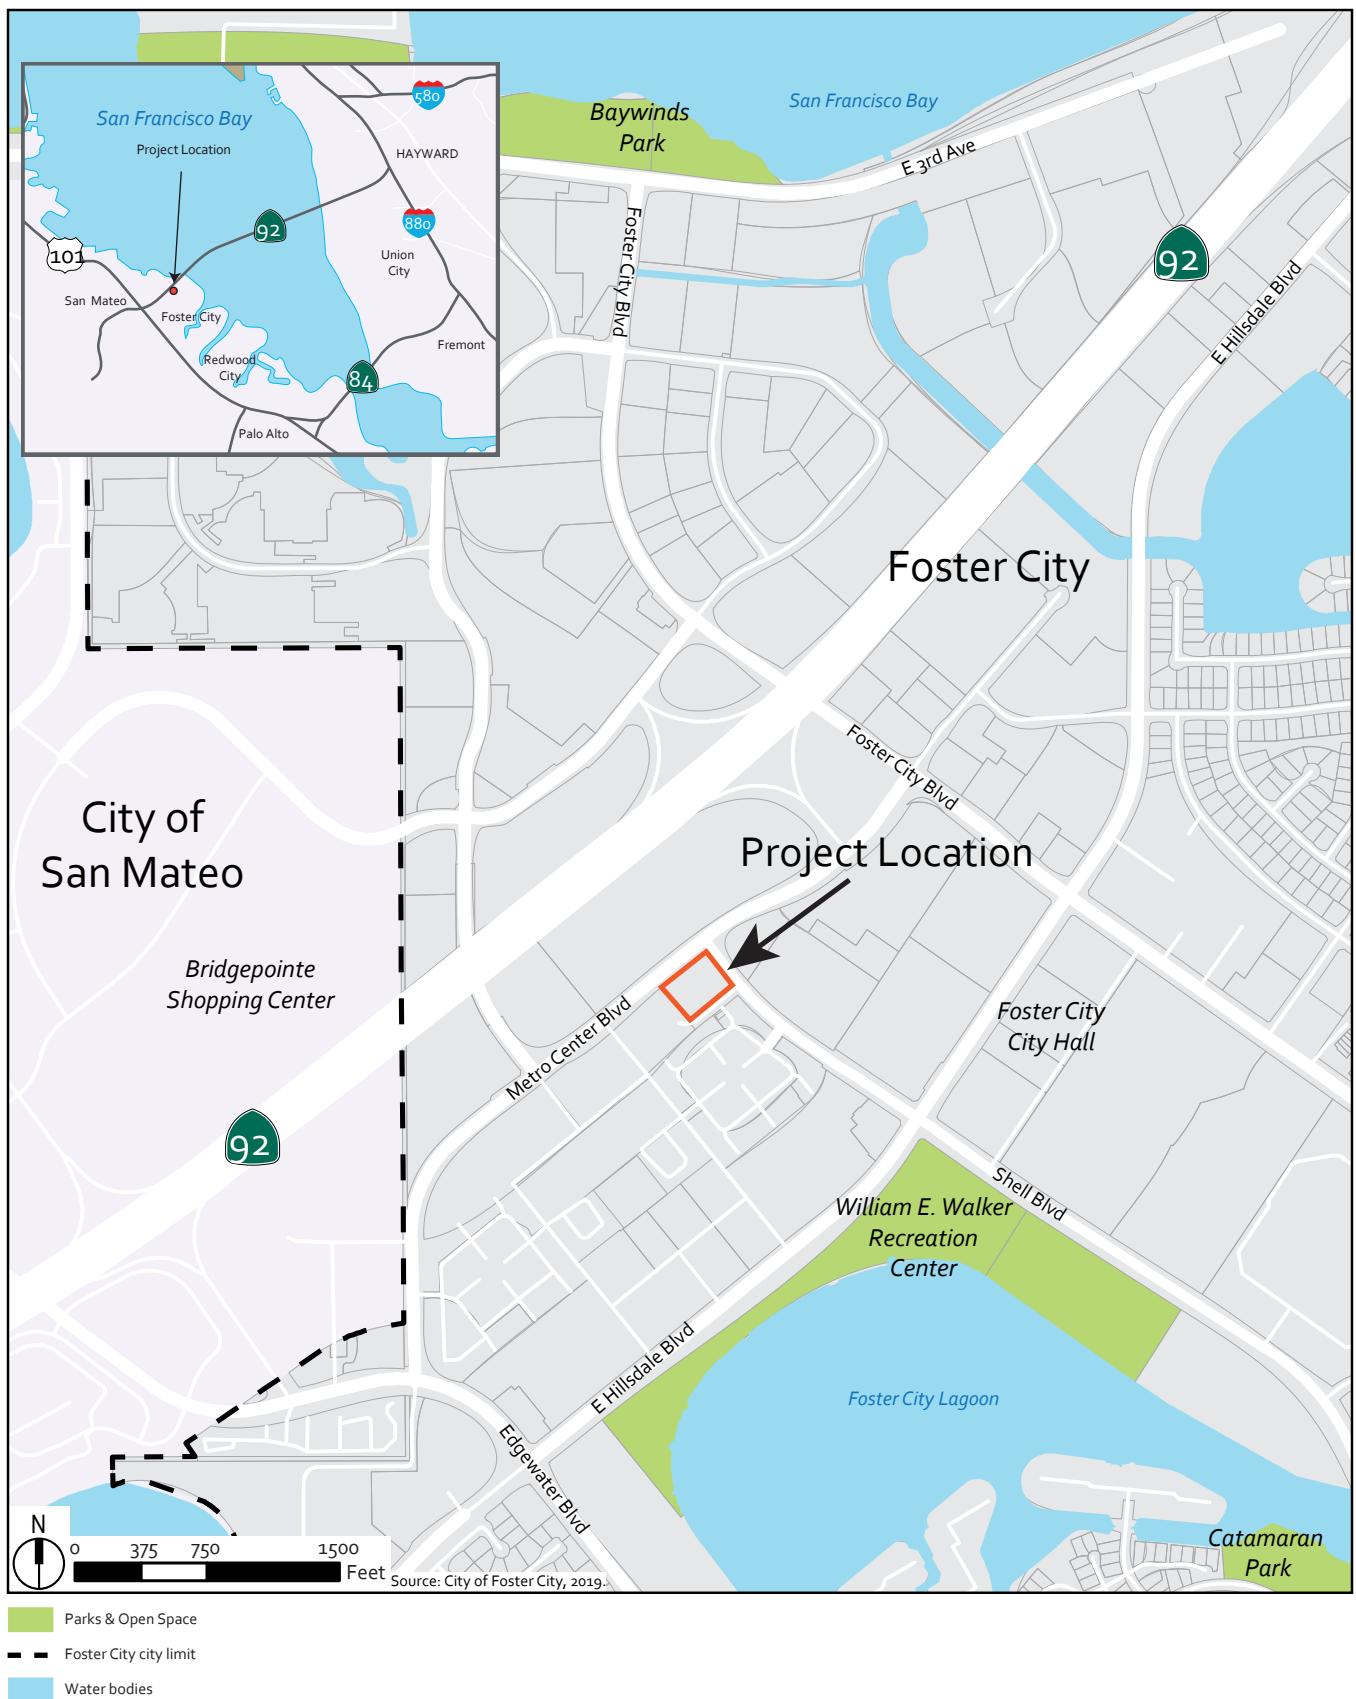 San Francisco Bay
Project Location
580
HAYWARD
92
880
101
Union
City
San Mateo
Foster City
Redwood
City
Fremont
84
Palo Alto
Baywinds
Park
San Francisco Bay
E 3rd Ave
Foster City Blvd
92
E Hillsdale Blvd
Foster City
Foster City Blvd
City of
San Mateo
Project Location
Bridgepointe
Shopping Center
Metro Center Blvd
Foster City
City Hall
92
Shell Blvd
William E. Walker
Recreation
Center
E Hillsdale Blvd
Foster City Lagoon
Edgewater Blvd
Catamaran
Park
N
0 375 750 1500
Feet
Source: City of Foster City, 2019.
Parks & Open Space
Foster City city limit
Water bodies